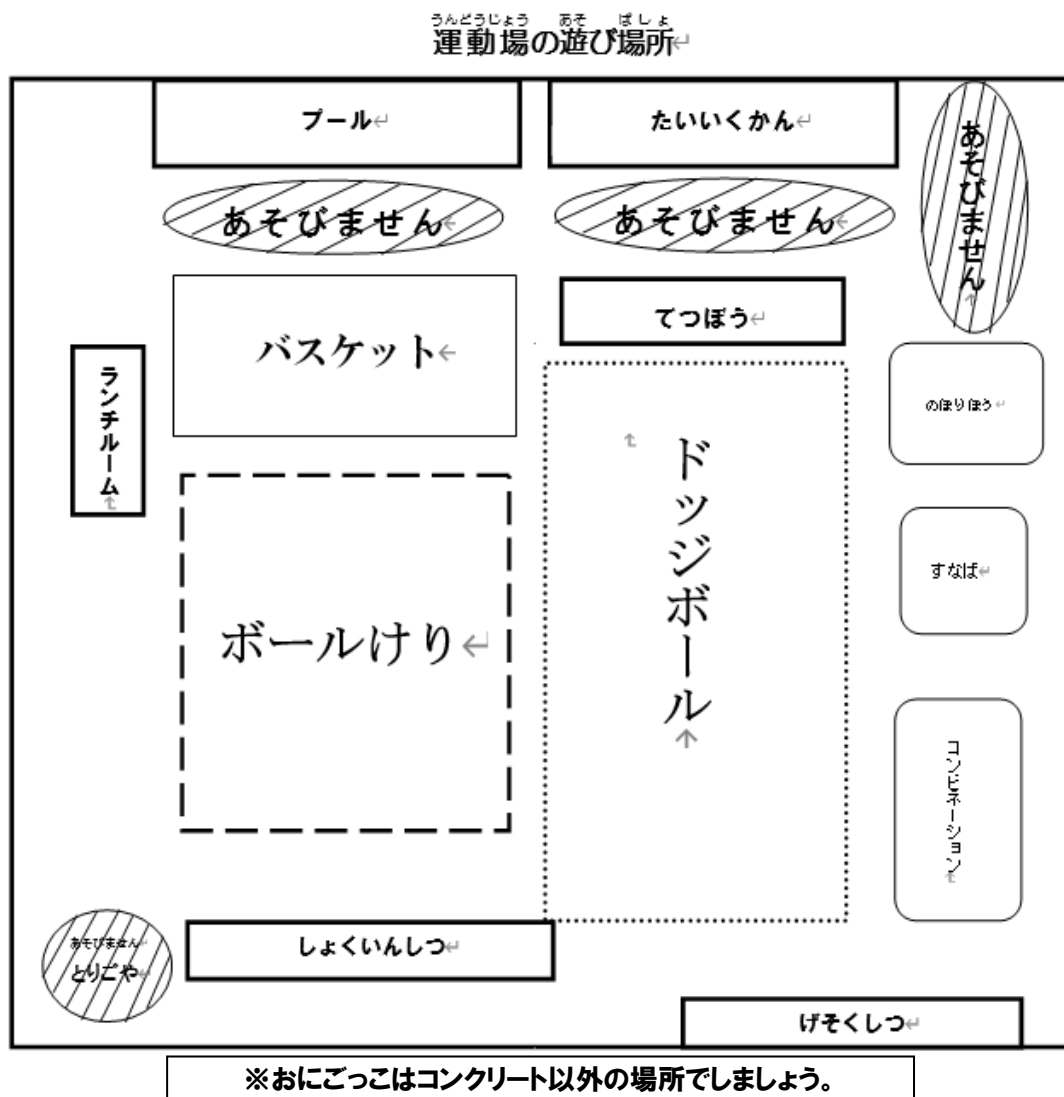 うんどうじょう あそ ばしょ
運動場の遊び場所
プール
たいいくかん
あそびません
あそびません
あそびません
てつぼう
バスケット
ランチルーム
のぼりぼう
ドッジボール
ボールけり
すなば
コンビネーション
あそびません
とりごや
しょくいんしつ
げそくしつ
※おにごっこはコンクリート以外の場所でしましょう。